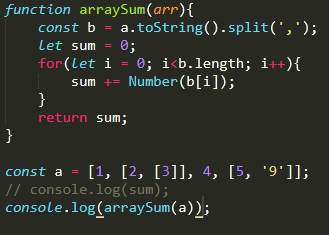 function arraySum(arr){
    const b = a.toString().split(',');
    let sum = 0;
    for(let i = 0; i<b.length; i++){
        sum += Number(b[i]);
    }
    return sum;
}

const a = [1, [2, [3]], 4, [5, '9']];
// console.log(sum);
console.log(arraySum(a));